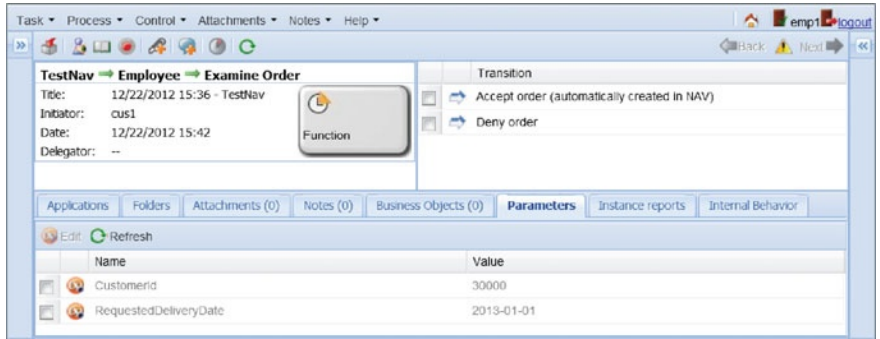 Task Process Control Attachments Notes Help emp1 logout
Back Next
TestNav Employee Examine Order
Title: 12/22/2012 15:36 - TestNav
Initiator: cus1
Date: 12/22/2012 15:42
Delegator: --
Function
Transition
Accept order (automatically created in NAV)
Deny order
Applications Folders Attachments (0) Notes (0) Business Objects (0) Parameters Instance reports Internal Behavior
Edit Refresh
Name Value
CustomerId 30000
RequestedDeliveryDate 2013-01-01